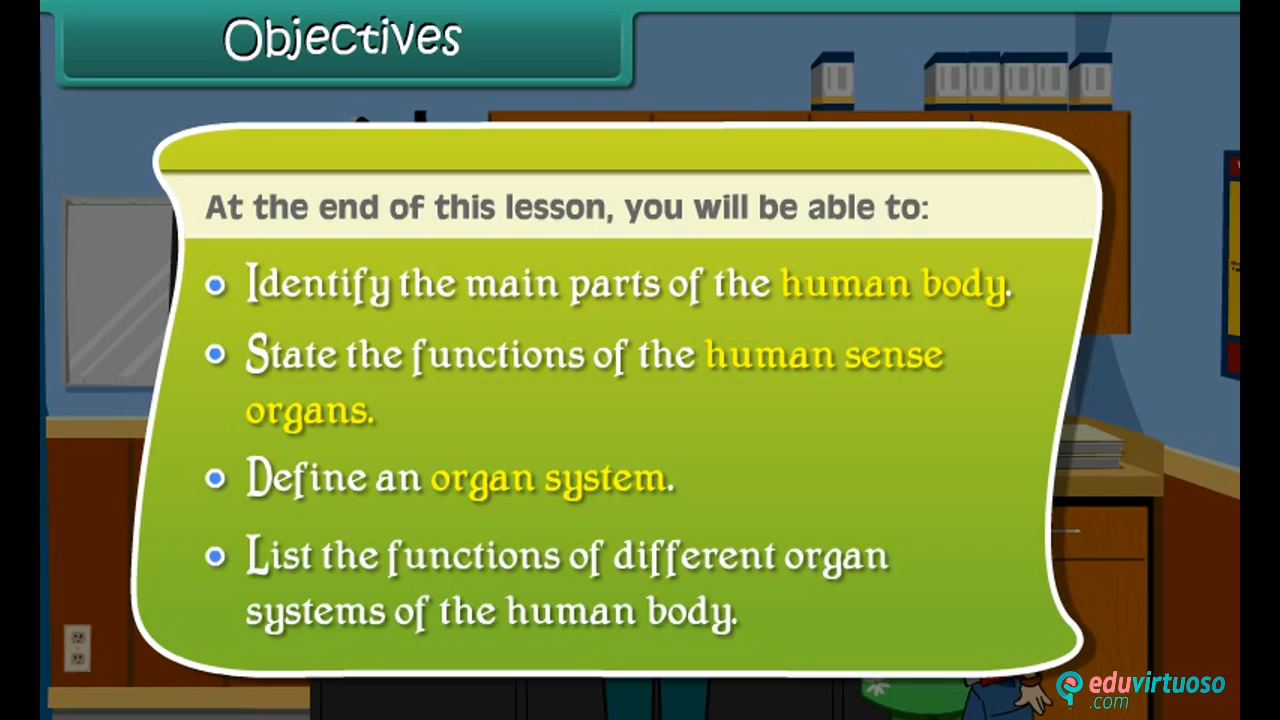 Objectives
At the end of this lesson, you will be able to:
Identify the main parts of the human body.
State the functions of the human sense
organs.
Define an organ system.
List the functions of different organ
systems of the human body.
eduvirtuoso
.com